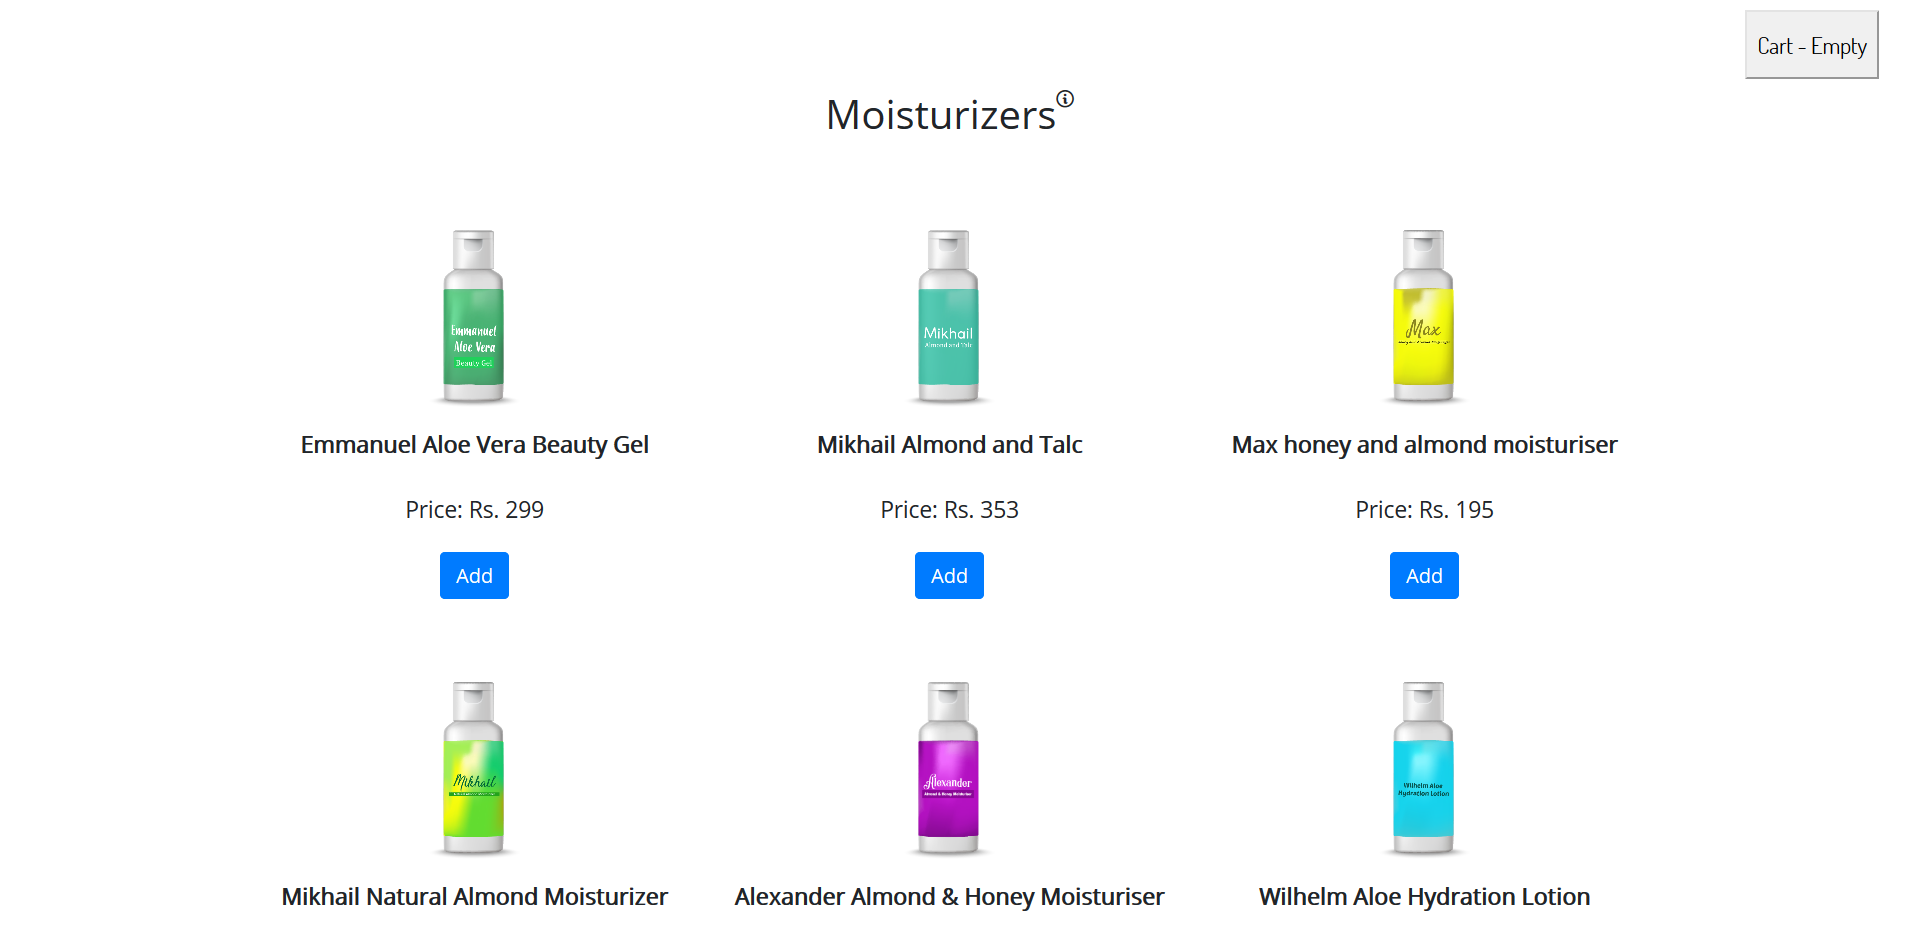 Cart - Empty
Moisturizers
Emmanuel
Aloe Vera
Beauty Gel
Mikhail
Almond and Talc
Max
Emmanuel Aloe Vera Beauty Gel
Mikhail Almond and Talc
Max honey and almond moisturiser
Price: Rs. 299
Price: Rs. 353
Price: Rs. 195
Add
Add
Add
Mikhail
Alexander
Almond & Honey Moisturiser
Wilhelm Aloe
Hydration Lotion
Mikhail Natural Almond Moisturizer
Alexander Almond & Honey Moisturiser
Wilhelm Aloe Hydration Lotion